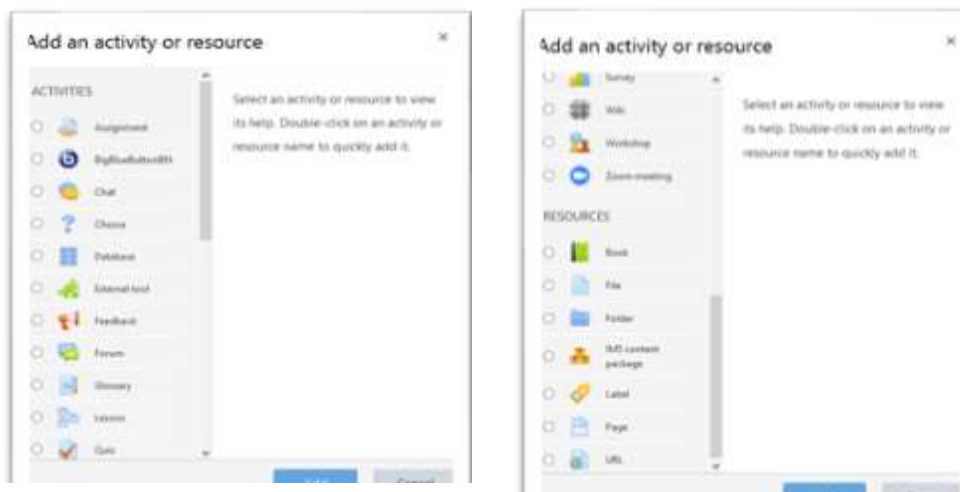 Add an activity or resource
×
ACTIVITIES
Assignment
BigBlueButtonBN
Chat
Choice
Database
External tool
Feedback
Forum
Glossary
Lesson
Quiz
Select an activity or resource to view
its help. Double-click on an activity or
resource name to quickly add it.
Add
Cancel
Add an activity or resource
×
Survey
Wiki
Workshop
Zoom meeting
RESOURCES
Book
File
Folder
IMS content
package
Label
Page
URL
Select an activity or resource to view
its help. Double-click on an activity or
resource name to quickly add it.